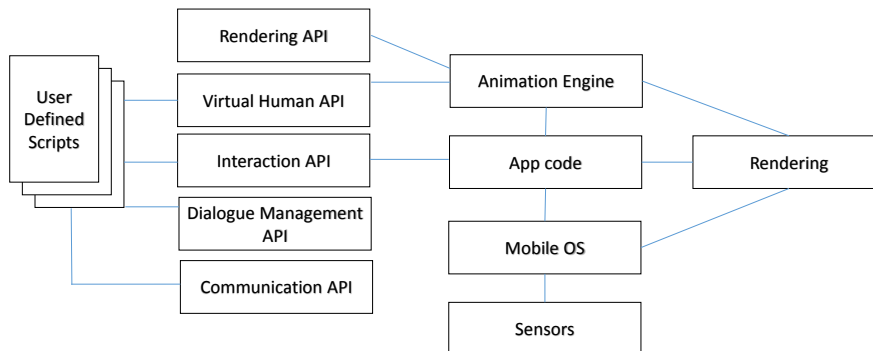 User
Defined
Scripts
Rendering API
Virtual Human API
Interaction API
Dialogue Management
API
Communication API
Animation Engine
App code
Mobile OS
Sensors
Rendering